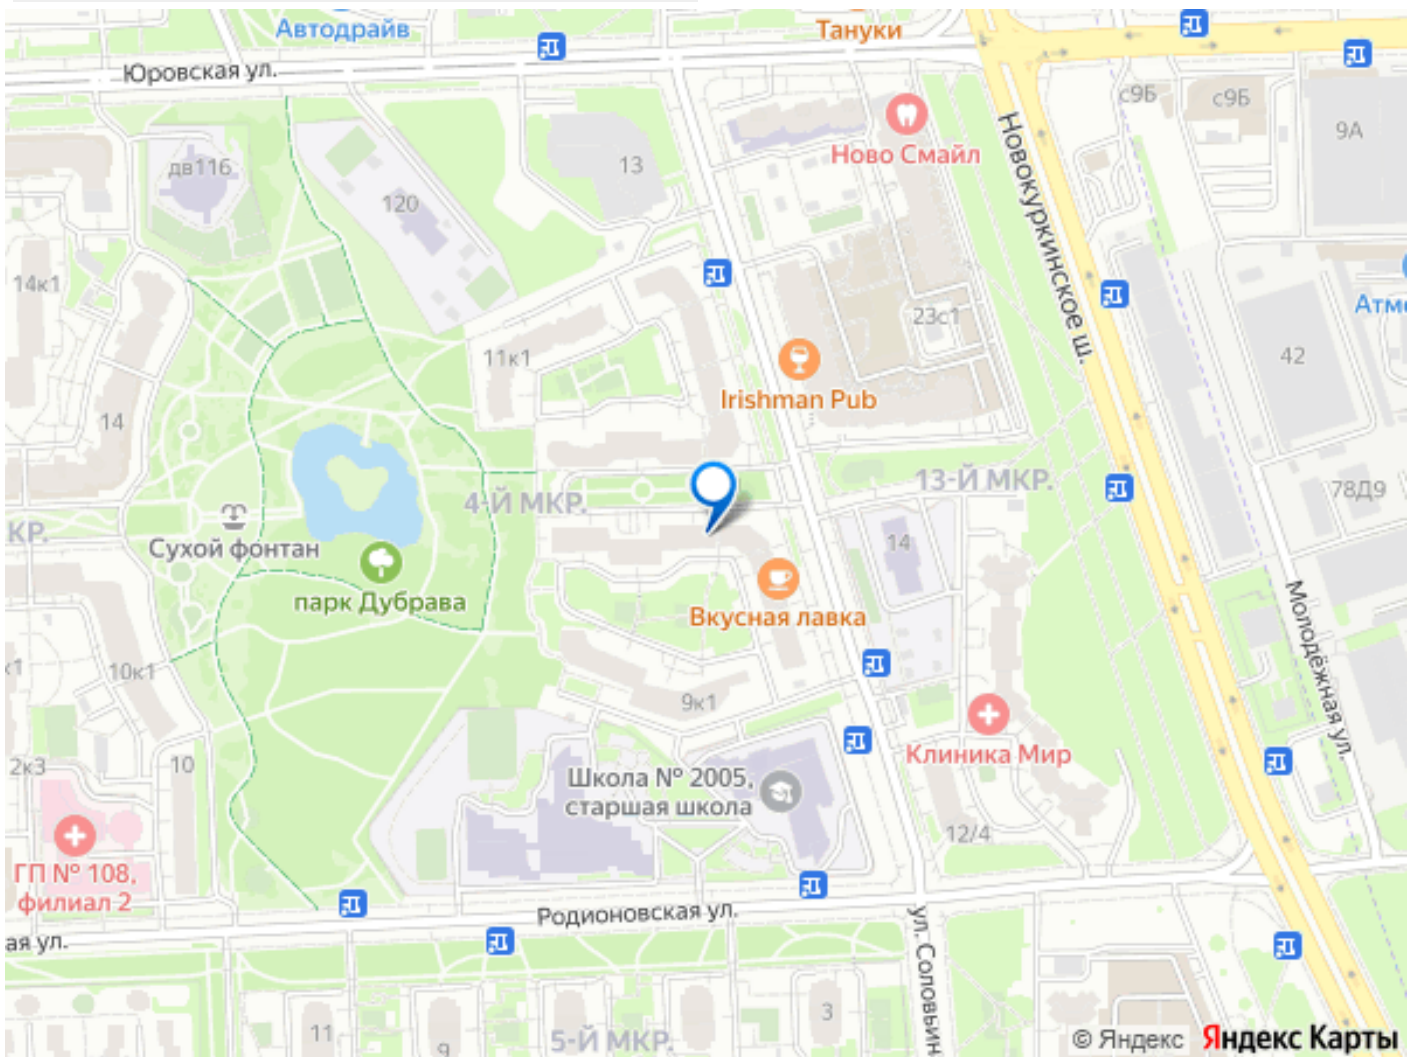 Автодрайв
Тануки
Юровская ул.
с9Б
с9Б
9А
Ново Смайл
Новокуркинское ш.
дв116
13
120
14к1
23с1
Атм
11к1
42
Irishman Pub
14
4-Й МКР.
13-Й МКР.
78Д9
КР.
Сухой фонтан
14
парк Дубрава
Вкусная лавка
Молодёжная ул.
к1
10к1
9к1
Клиника Мир
2к3
10
Школа № 2005,
старшая школа
12/4
ГП № 108,
филиал 2
Родионовская ул.
ая ул.
ул. Соловьин
11
9
3
5-Й МКР.
© Яндекс Яндекс Карты